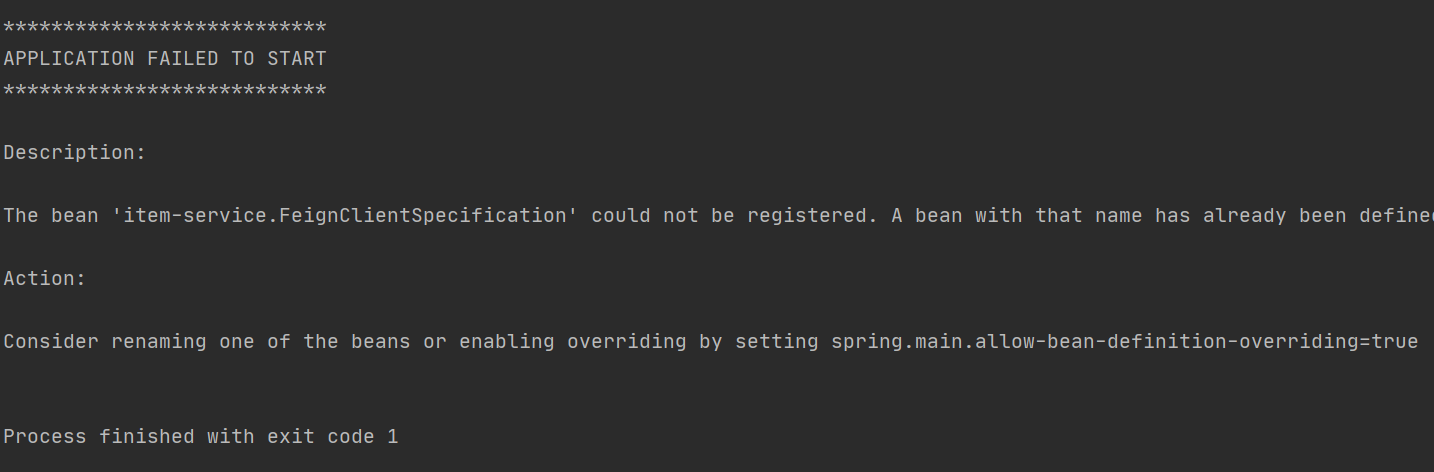 ***************************
APPLICATION FAILED TO START
***************************
Description:
The bean 'item-service.FeignClientSpecification' could not be registered. A bean with that name has already been define
Action:
Consider renaming one of the beans or enabling overriding by setting spring.main.allow-bean-definition-overriding=true
Process finished with exit code 1